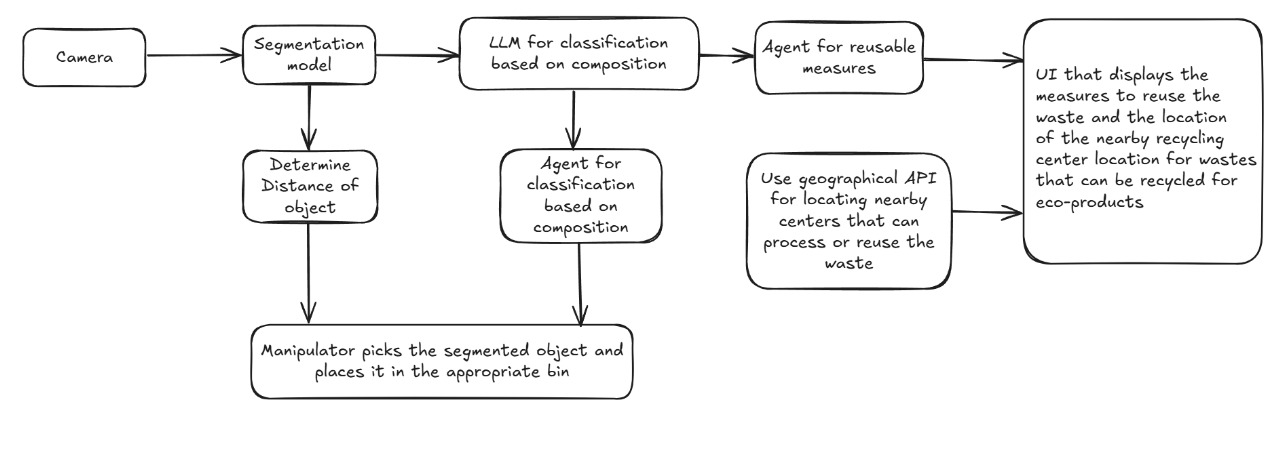 Camera
Segmentation
model
LLM for classification
based on composition
Agent for reusable
measures
UI that displays the
measures to reuse the
waste and the location
of the nearby recycling
center location for wastes
that can be recycled for
eco-products
Determine
Distance of
object
Agent for
classification
based on
composition
Use geographical API
for locating nearby
centers that can
process or reuse the
waste
Manipulator picks the segmented object and
places it in the appropriate bin